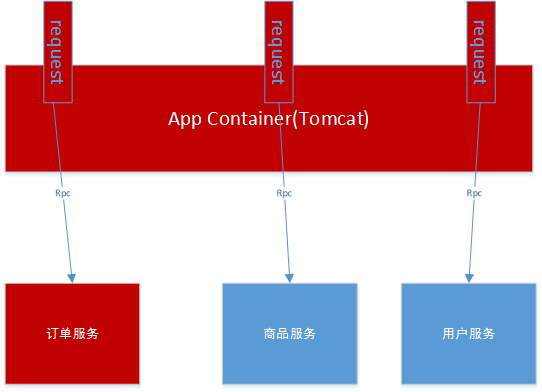 request
request
request
App Container(Tomcat)
Rpc
Rpc
Rpc
订单服务
商品服务
用户服务